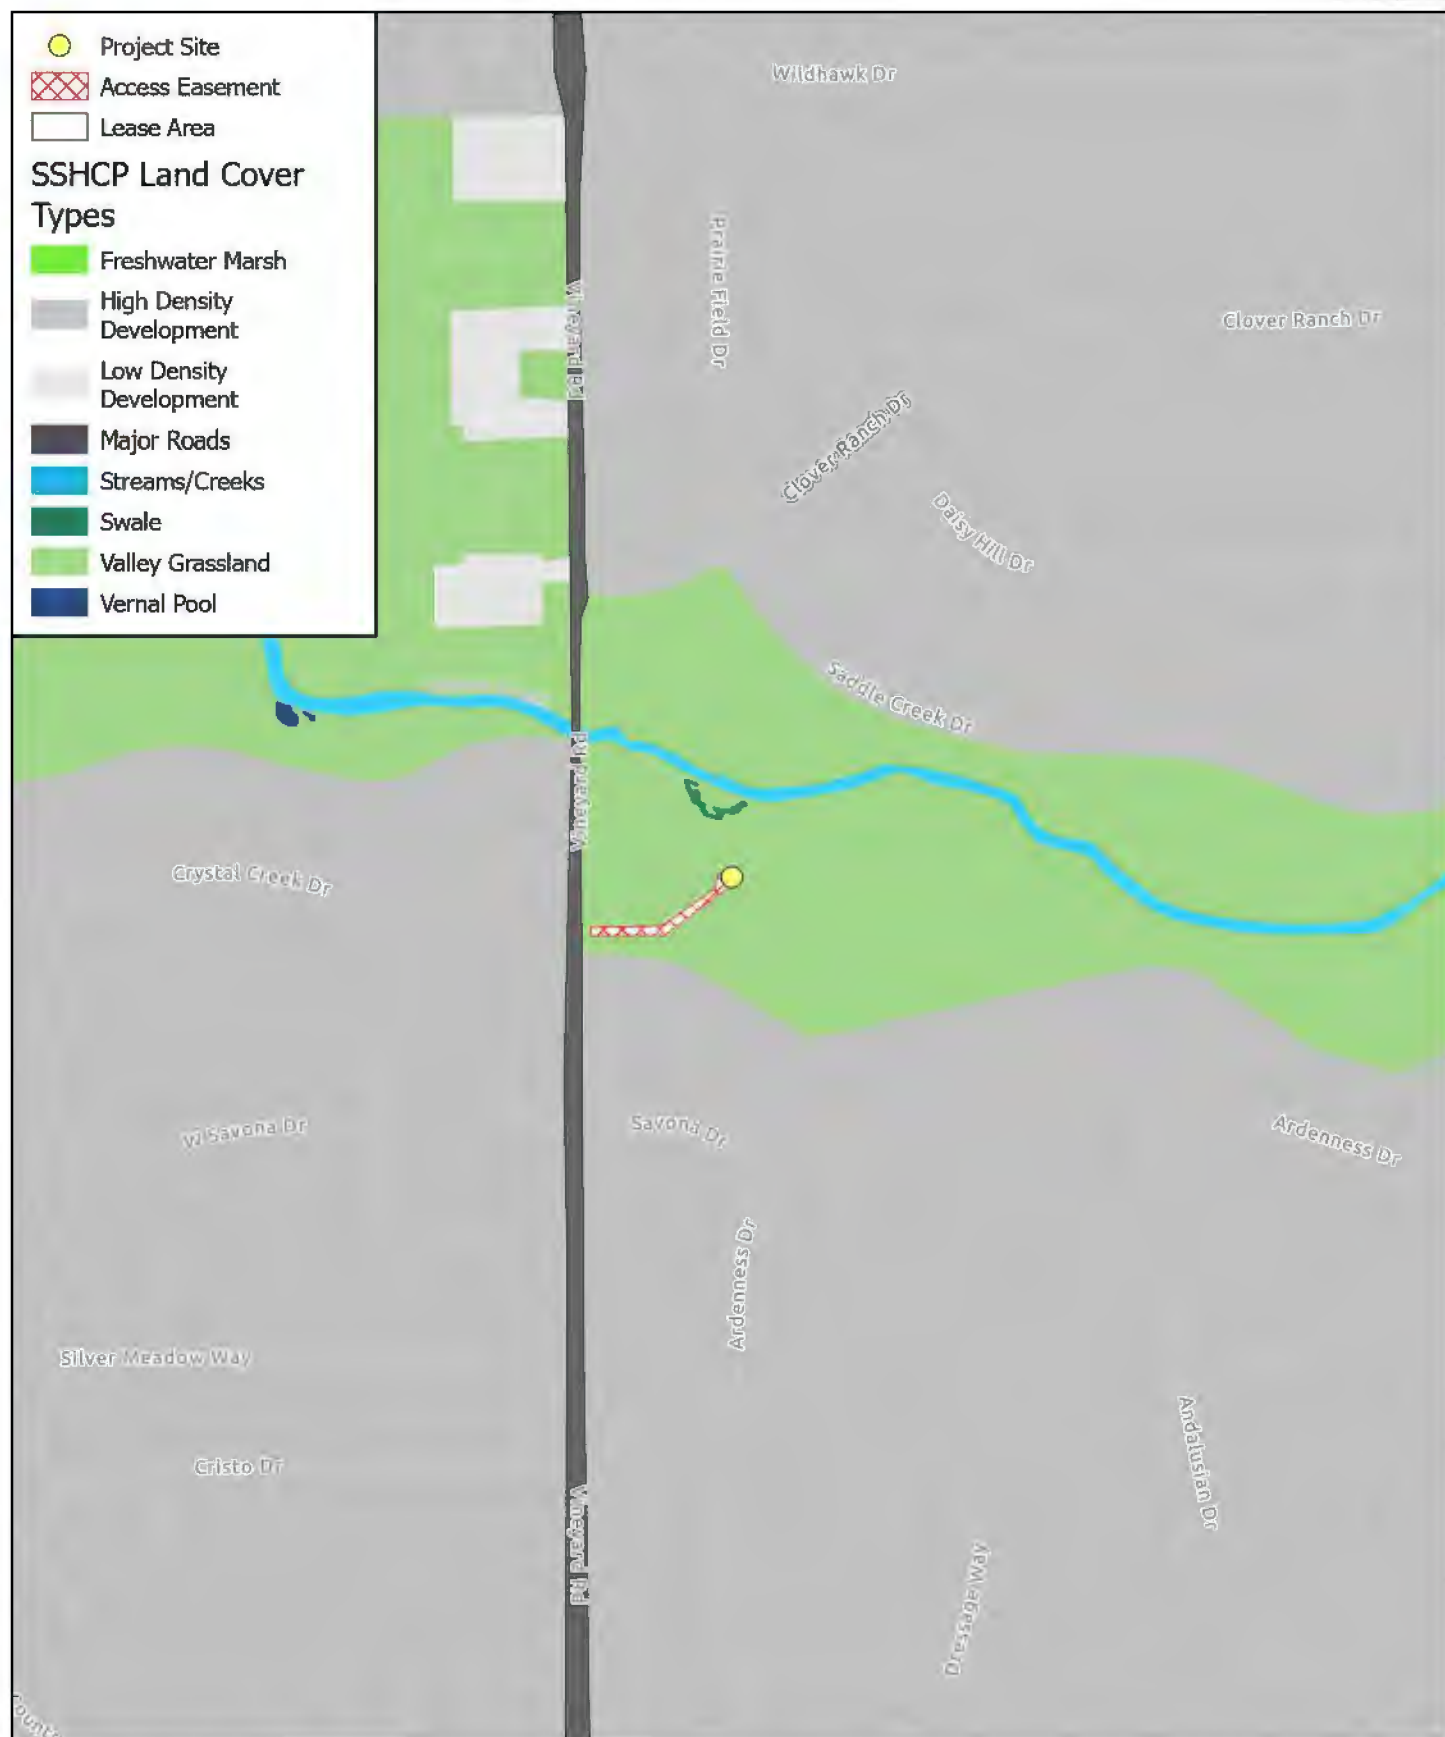 Project Site
Access Easement
Lease Area
SSHCP Land Cover
Types
Freshwater Marsh
High Density
Development
Low Density
Development
Major Roads
Streams/Creeks
Swale
Valley Grassland
Vernal Pool
Wildhawk Dr
Prairie Field Dr
Vineyard Rd
Clover Ranch Dr
Clover Ranch Dr
Daisy Hill Dr
Saddle Creek Dr
Vineyard Rd
Crystal Creek Dr
W Savona Dr
Savona Dr
Ardenness Dr
Ardenness Dr
Silver Meadow Way
Andalusian Dr
Cristo Dr
Vineyard Rd
Dressage Way